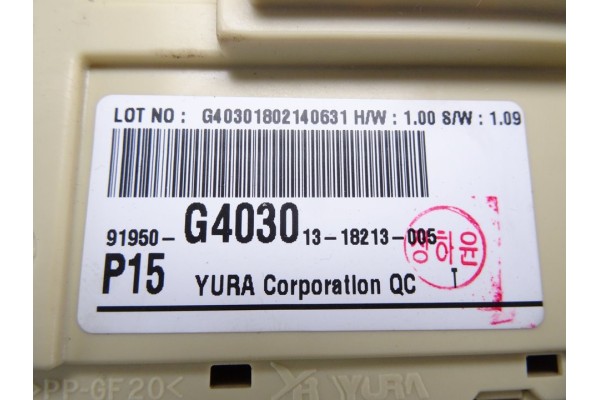 LOT NO : G40301802140631 H/W : 1.00 S/W : 1.09
91950- G4030 13-18213-005
P15 YURA Corporation QC T
>PP-GF20< YURA